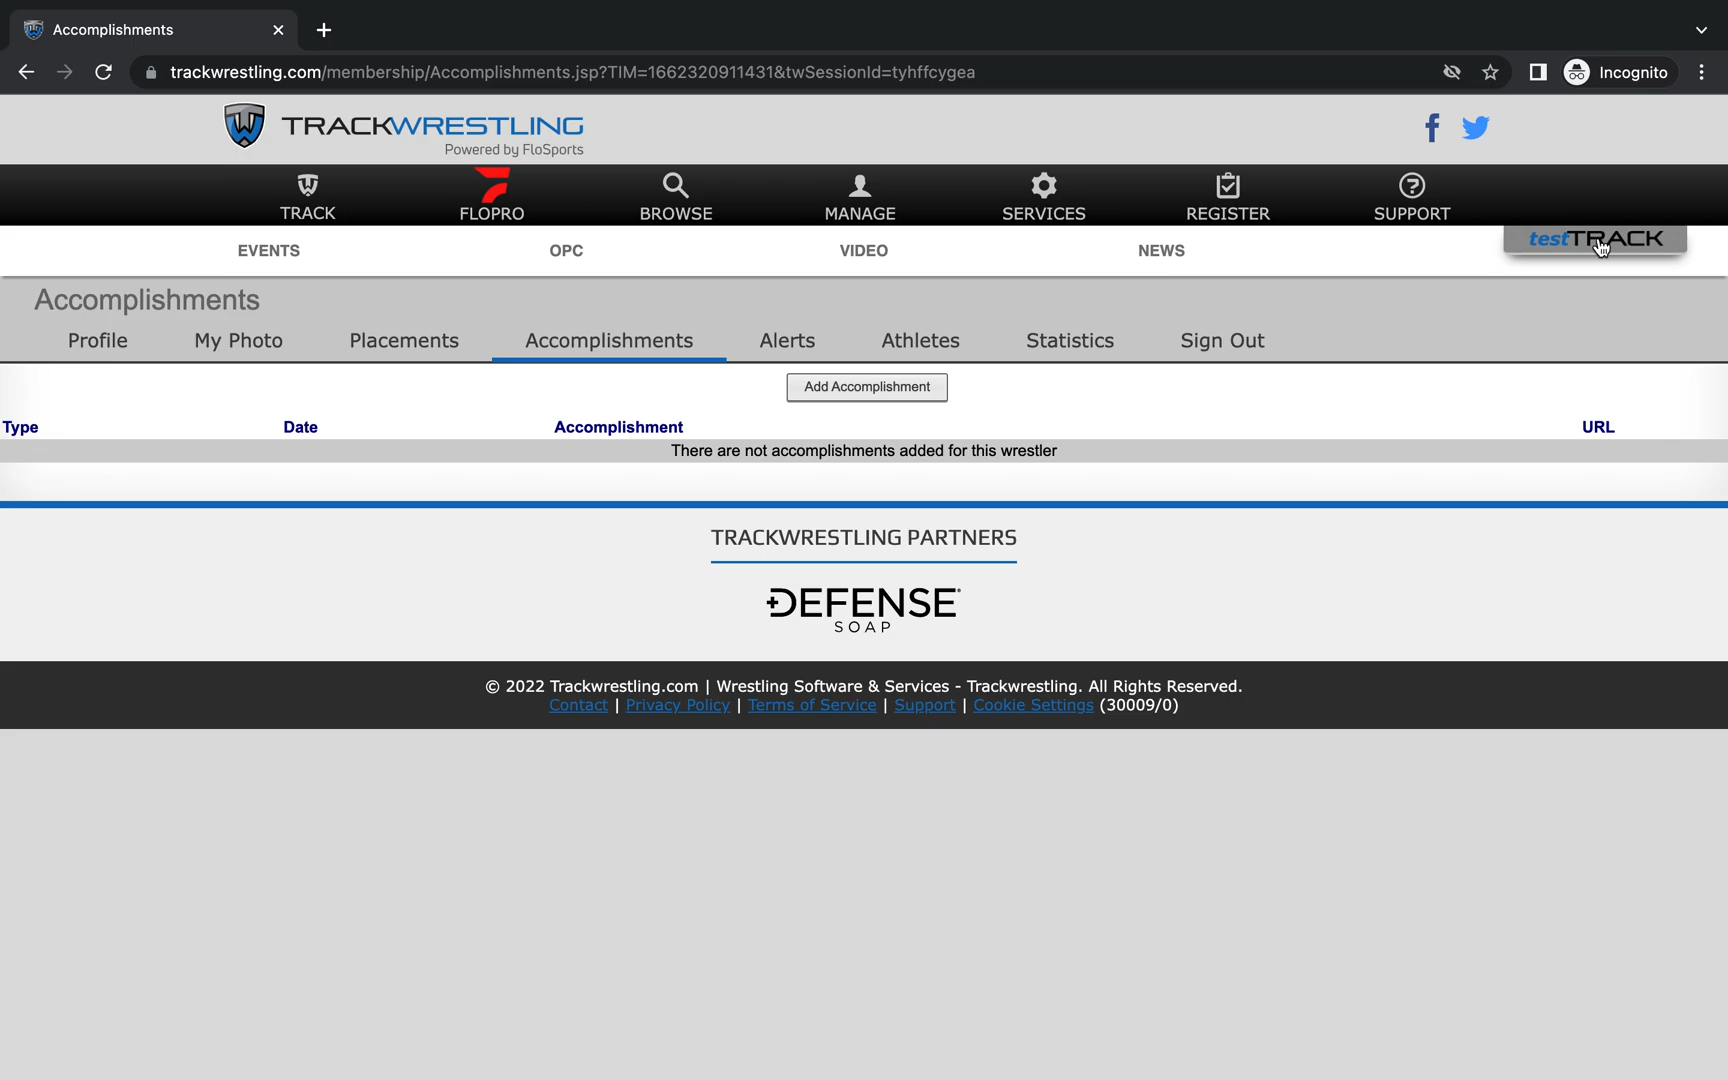 Accomplishments
trackwrestling.com/membership/Accomplishments.jsp?TIM=1662320911431&twSessionId=tyhffcygea
Incognito
TRACKWRESTLING
Powered by FloSports
TRACK
FLOPRO
BROWSE
MANAGE
SERVICES
REGISTER
SUPPORT
EVENTS
OPC
VIDEO
NEWS
testTRACK
Accomplishments
Profile
My Photo
Placements
Accomplishments
Alerts
Athletes
Statistics
Sign Out
Add Accomplishment
Type Date Accomplishment URL
There are not accomplishments added for this wrestler
TRACKWRESTLING PARTNERS
DEFENSE
SOAP
© 2022 Trackwrestling.com | Wrestling Software & Services - Trackwrestling. All Rights Reserved.
Contact | Privacy Policy | Terms of Service | Support | Cookie Settings (30009/0)